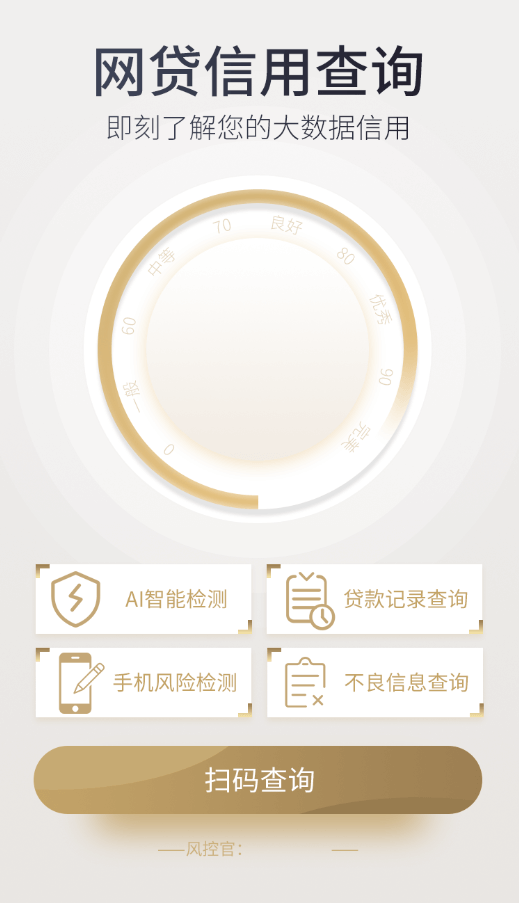 网贷信用查询
即刻了解您的大数据信用
70
良好
中等
80
优秀
60
90
一般
完美
0
AI智能检测
贷款记录查询
手机风险检测
不良信息查询
扫码查询
风控官：